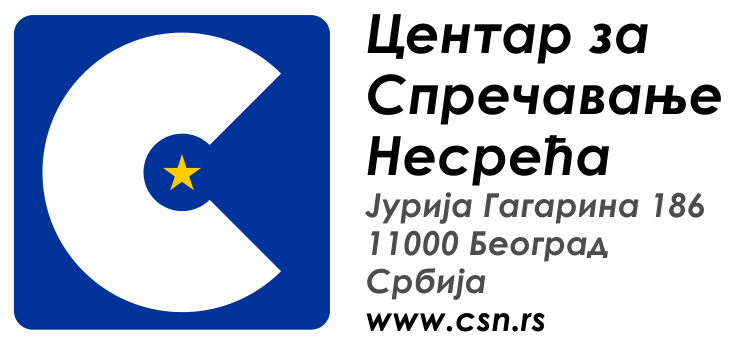 Центар за
Спречавање
Несрећа
Јурија Гагарина 186
11000 Београд
Србија
www.csn.rs